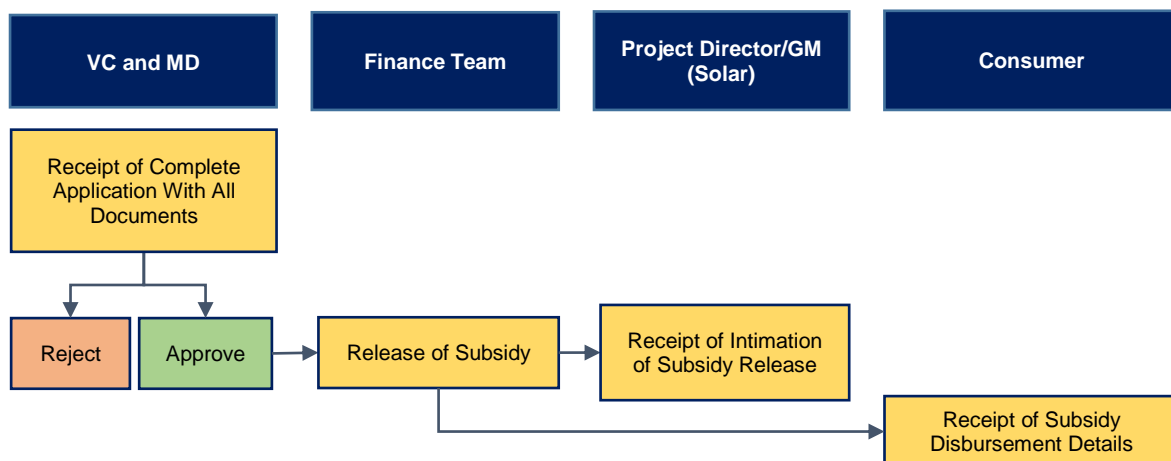 VC and MD
Finance Team
Project Director/GM
(Solar)
Consumer
Receipt of Complete
Application With All
Documents
Reject
Approve
Release of Subsidy
Receipt of Intimation
of Subsidy Release
Receipt of Subsidy
Disbursement Details